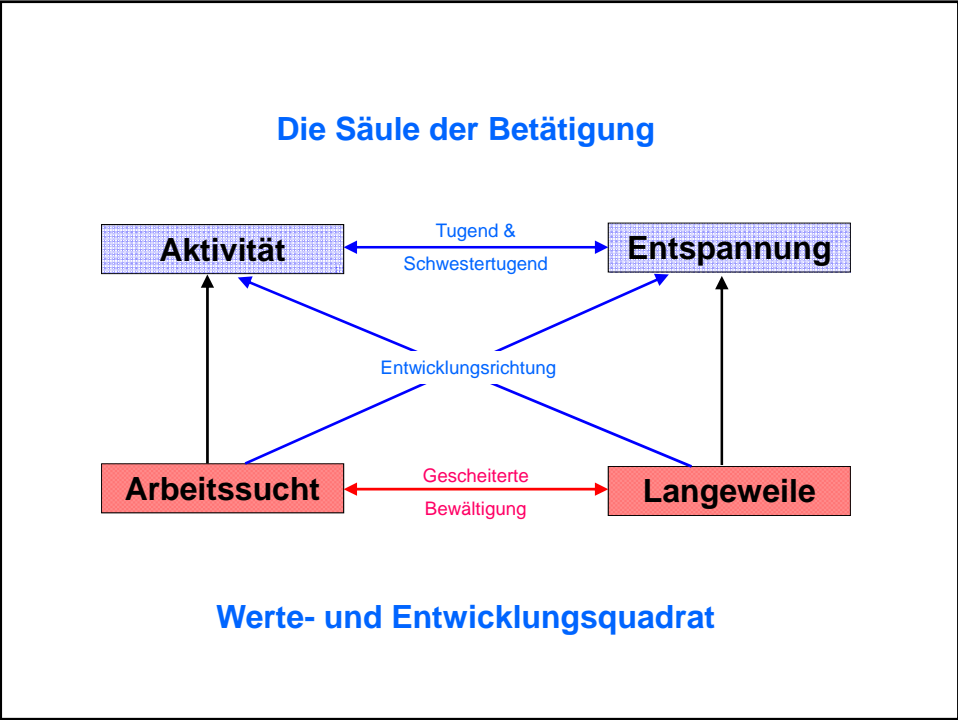 Die Säule der Betätigung
Aktivität
Tugend &
Schwestertugend
Entspannung
Entwicklungsrichtung
Arbeitssucht
Gescheiterte
Bewältigung
Langeweile
Werte- und Entwicklungsquadrat